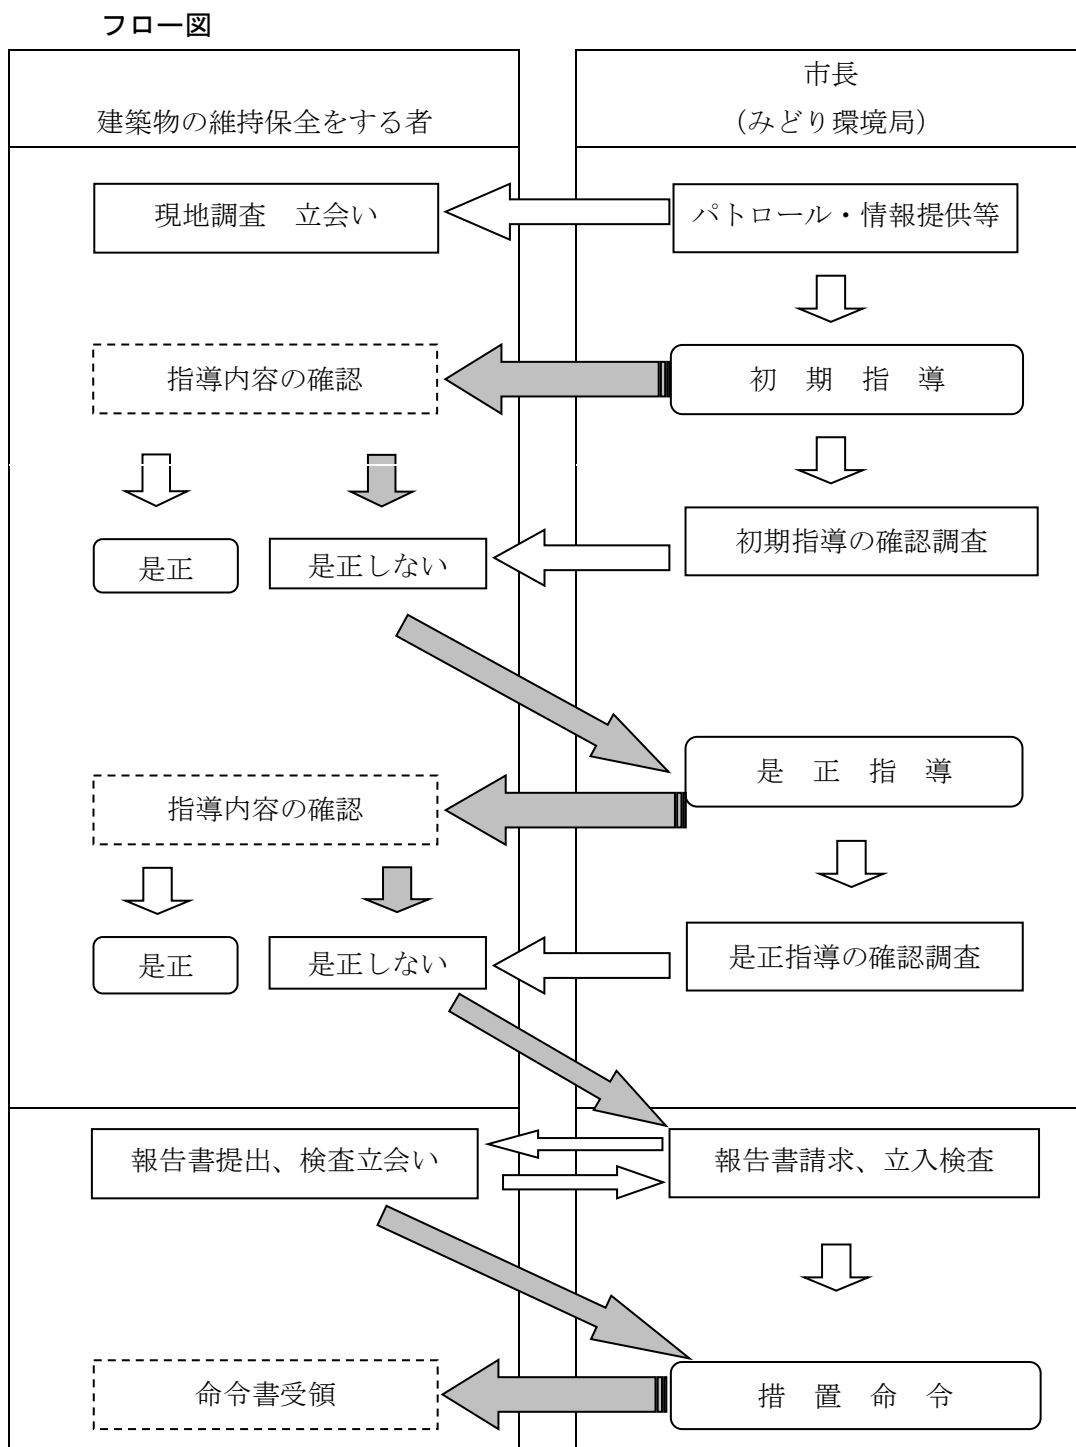 フロー図
建築物の維持保全をする者
市長
(みどり環境局)
現地調査　立会い
パトロール・情報提供等
指導内容の確認
初　期　指　導
是正
是正しない
初期指導の確認調査
是　正　指　導
指導内容の確認
是正
是正しない
是正指導の確認調査
報告書提出、検査立会い
報告書請求、立入検査
命令書受領
措　置　命　令